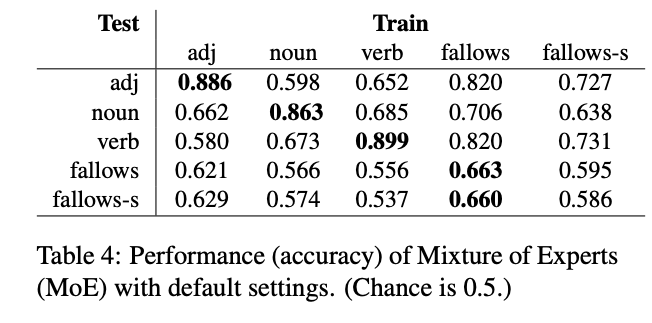 Test Train
adj noun verb fallows fallows-s
adj 0.886 0.598 0.652 0.820 0.727
noun 0.662 0.863 0.685 0.706 0.638
verb 0.580 0.673 0.899 0.820 0.731
fallows 0.621 0.566 0.556 0.663 0.595
fallows-s 0.629 0.574 0.537 0.660 0.586
Table 4: Performance (accuracy) of Mixture of Experts
(MoE) with default settings. (Chance is 0.5.)